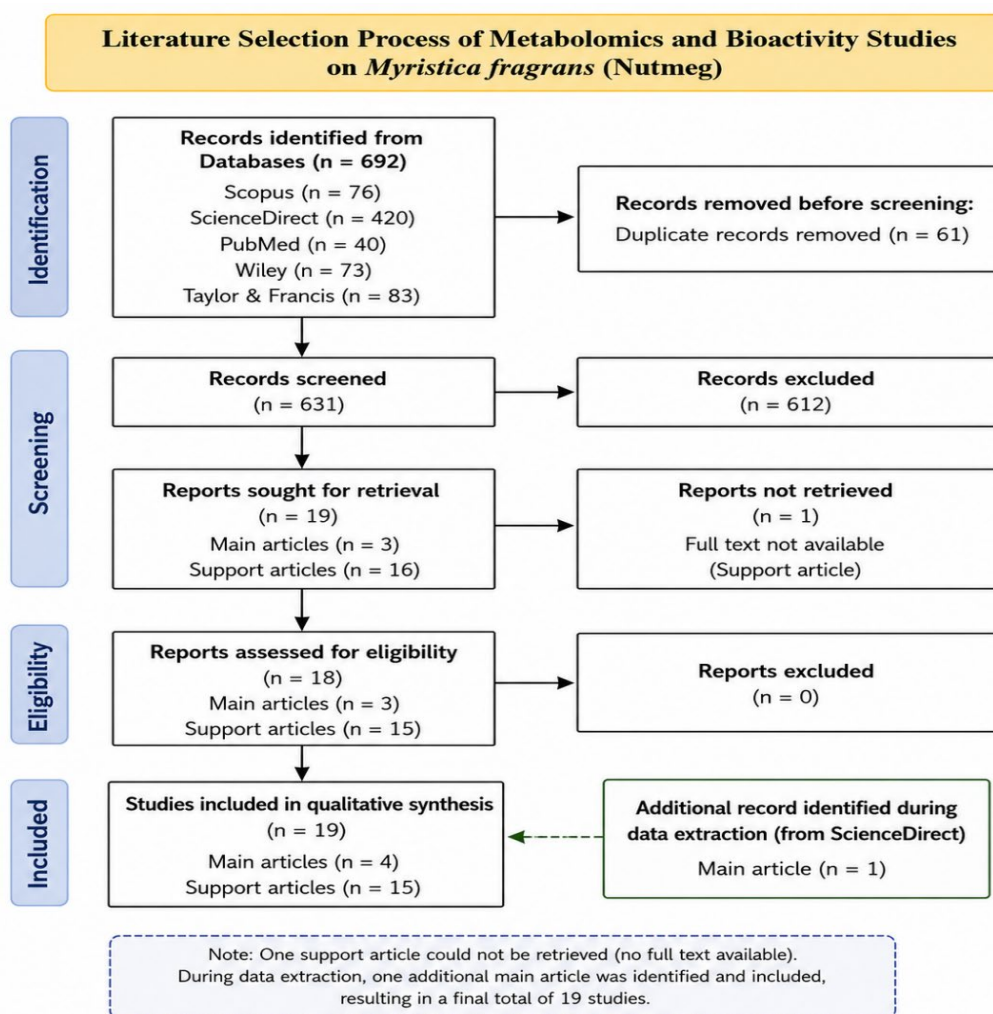 Literature Selection Process of Metabolomics and Bioactivity Studies
on Myristica fragrans (Nutmeg)
Identification
Records identified from
Databases (n = 692)
Scopus (n = 76)
ScienceDirect (n = 420)
PubMed (n = 40)
Wiley (n = 73)
Taylor & Francis (n = 83)
Records removed before screening:
Duplicate records removed (n = 61)
Screening
Records screened
(n = 631)
Records excluded
(n = 612)
Reports sought for retrieval
(n = 19)
Main articles (n = 3)
Support articles (n = 16)
Reports not retrieved
(n = 1)
Full text not available
(Support article)
Eligibility
Reports assessed for eligibility
(n = 18)
Main articles (n = 3)
Support articles (n = 15)
Reports excluded
(n = 0)
Included
Studies included in qualitative synthesis
(n = 19)
Main articles (n = 4)
Support articles (n = 15)
Additional record identified during
data extraction (from ScienceDirect)
Main article (n = 1)
Note: One support article could not be retrieved (no full text available).
During data extraction, one additional main article was identified and included,
resulting in a final total of 19 studies.